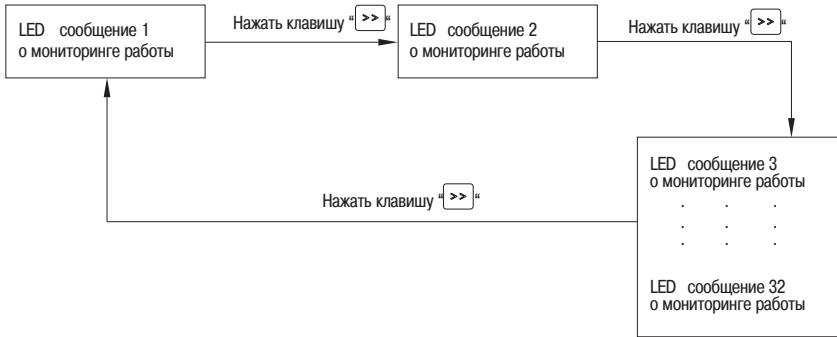 LED сообщение 1
о мониторинге работы
Нажать клавишу “>>“
LED сообщение 2
о мониторинге работы
Нажать клавишу “>>“
LED сообщение 3
о мониторинге работы
. . .
. . .
. . .
LED сообщение 32
о мониторинге работы
Нажать клавишу “>>“